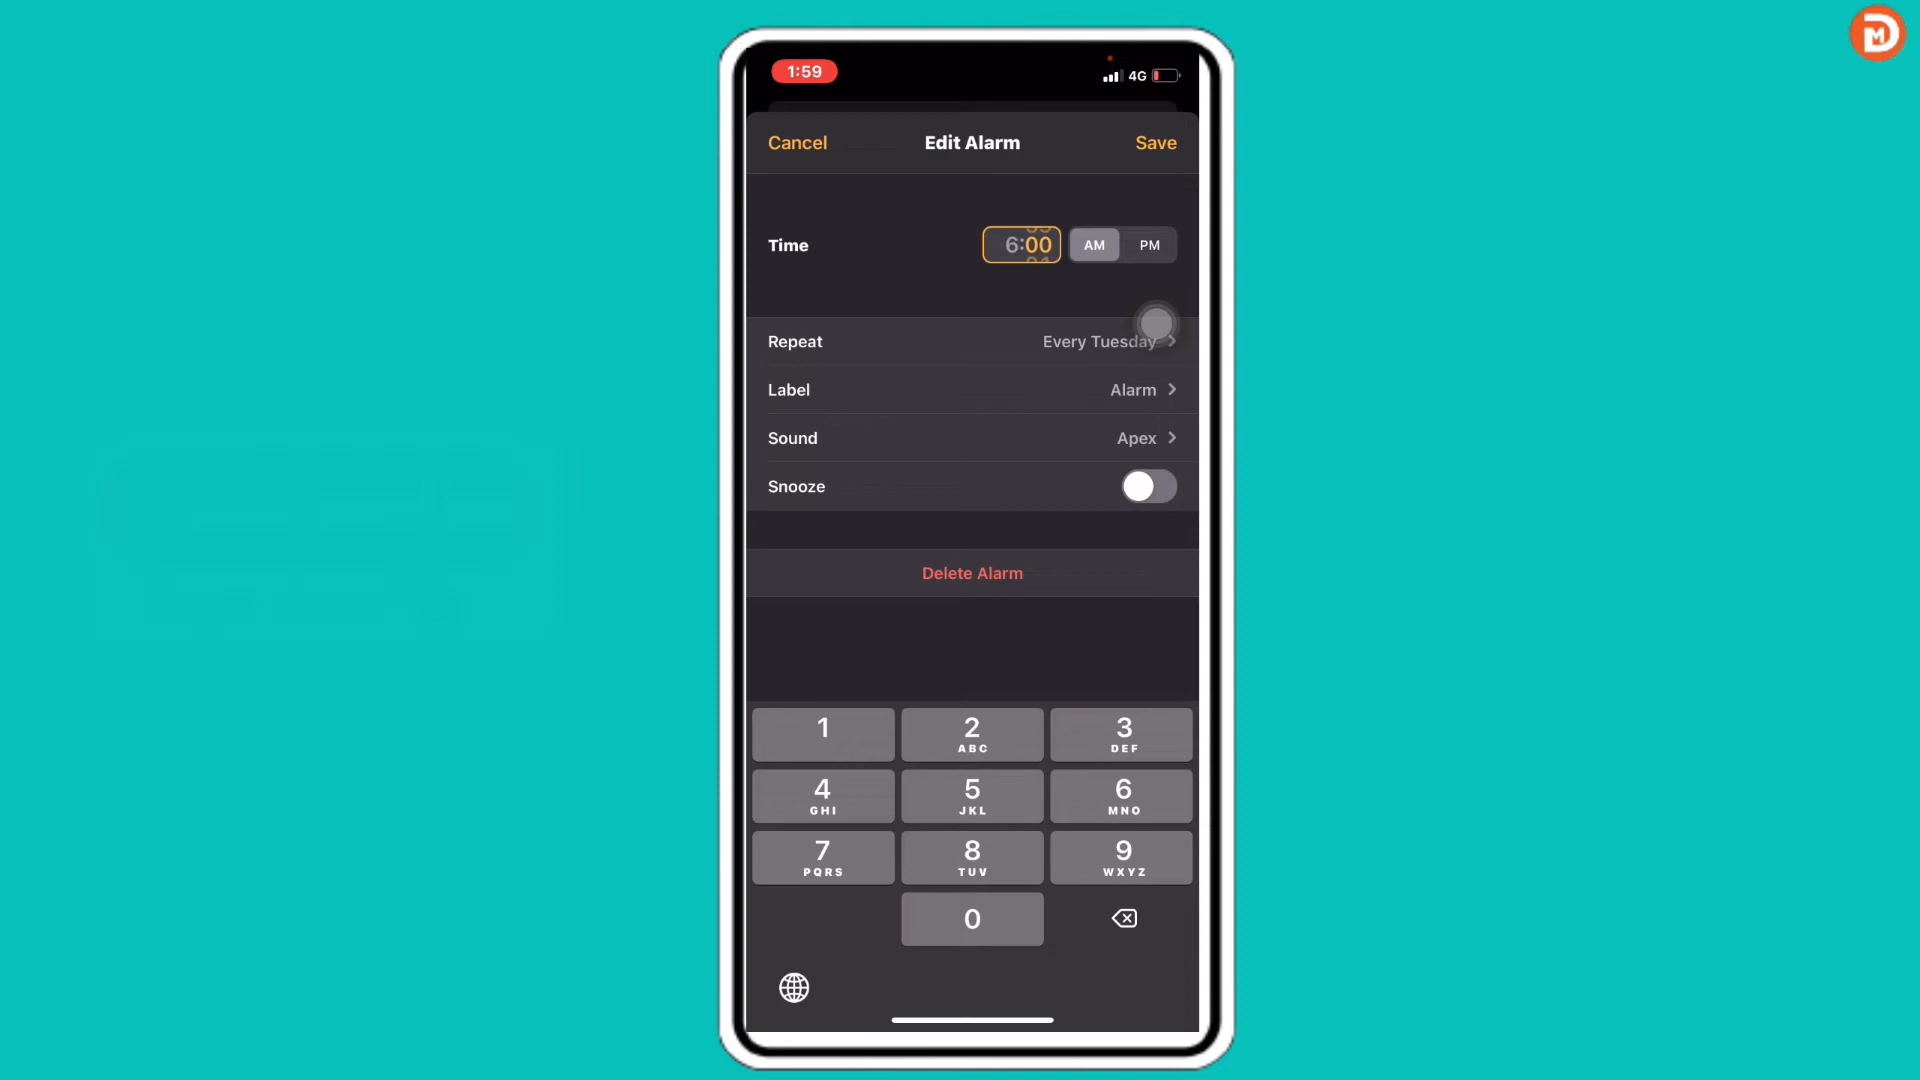 1:59 4G
Cancel Edit Alarm Save
Time 6:00 AM PM
Repeat Every Tuesday
Label Alarm
Sound Apex
Snooze
Delete Alarm
1 2 3
ABC DEF
4 5 6
GHI JKL MNO
7 8 9
PQRS TUV WXYZ
0
DM